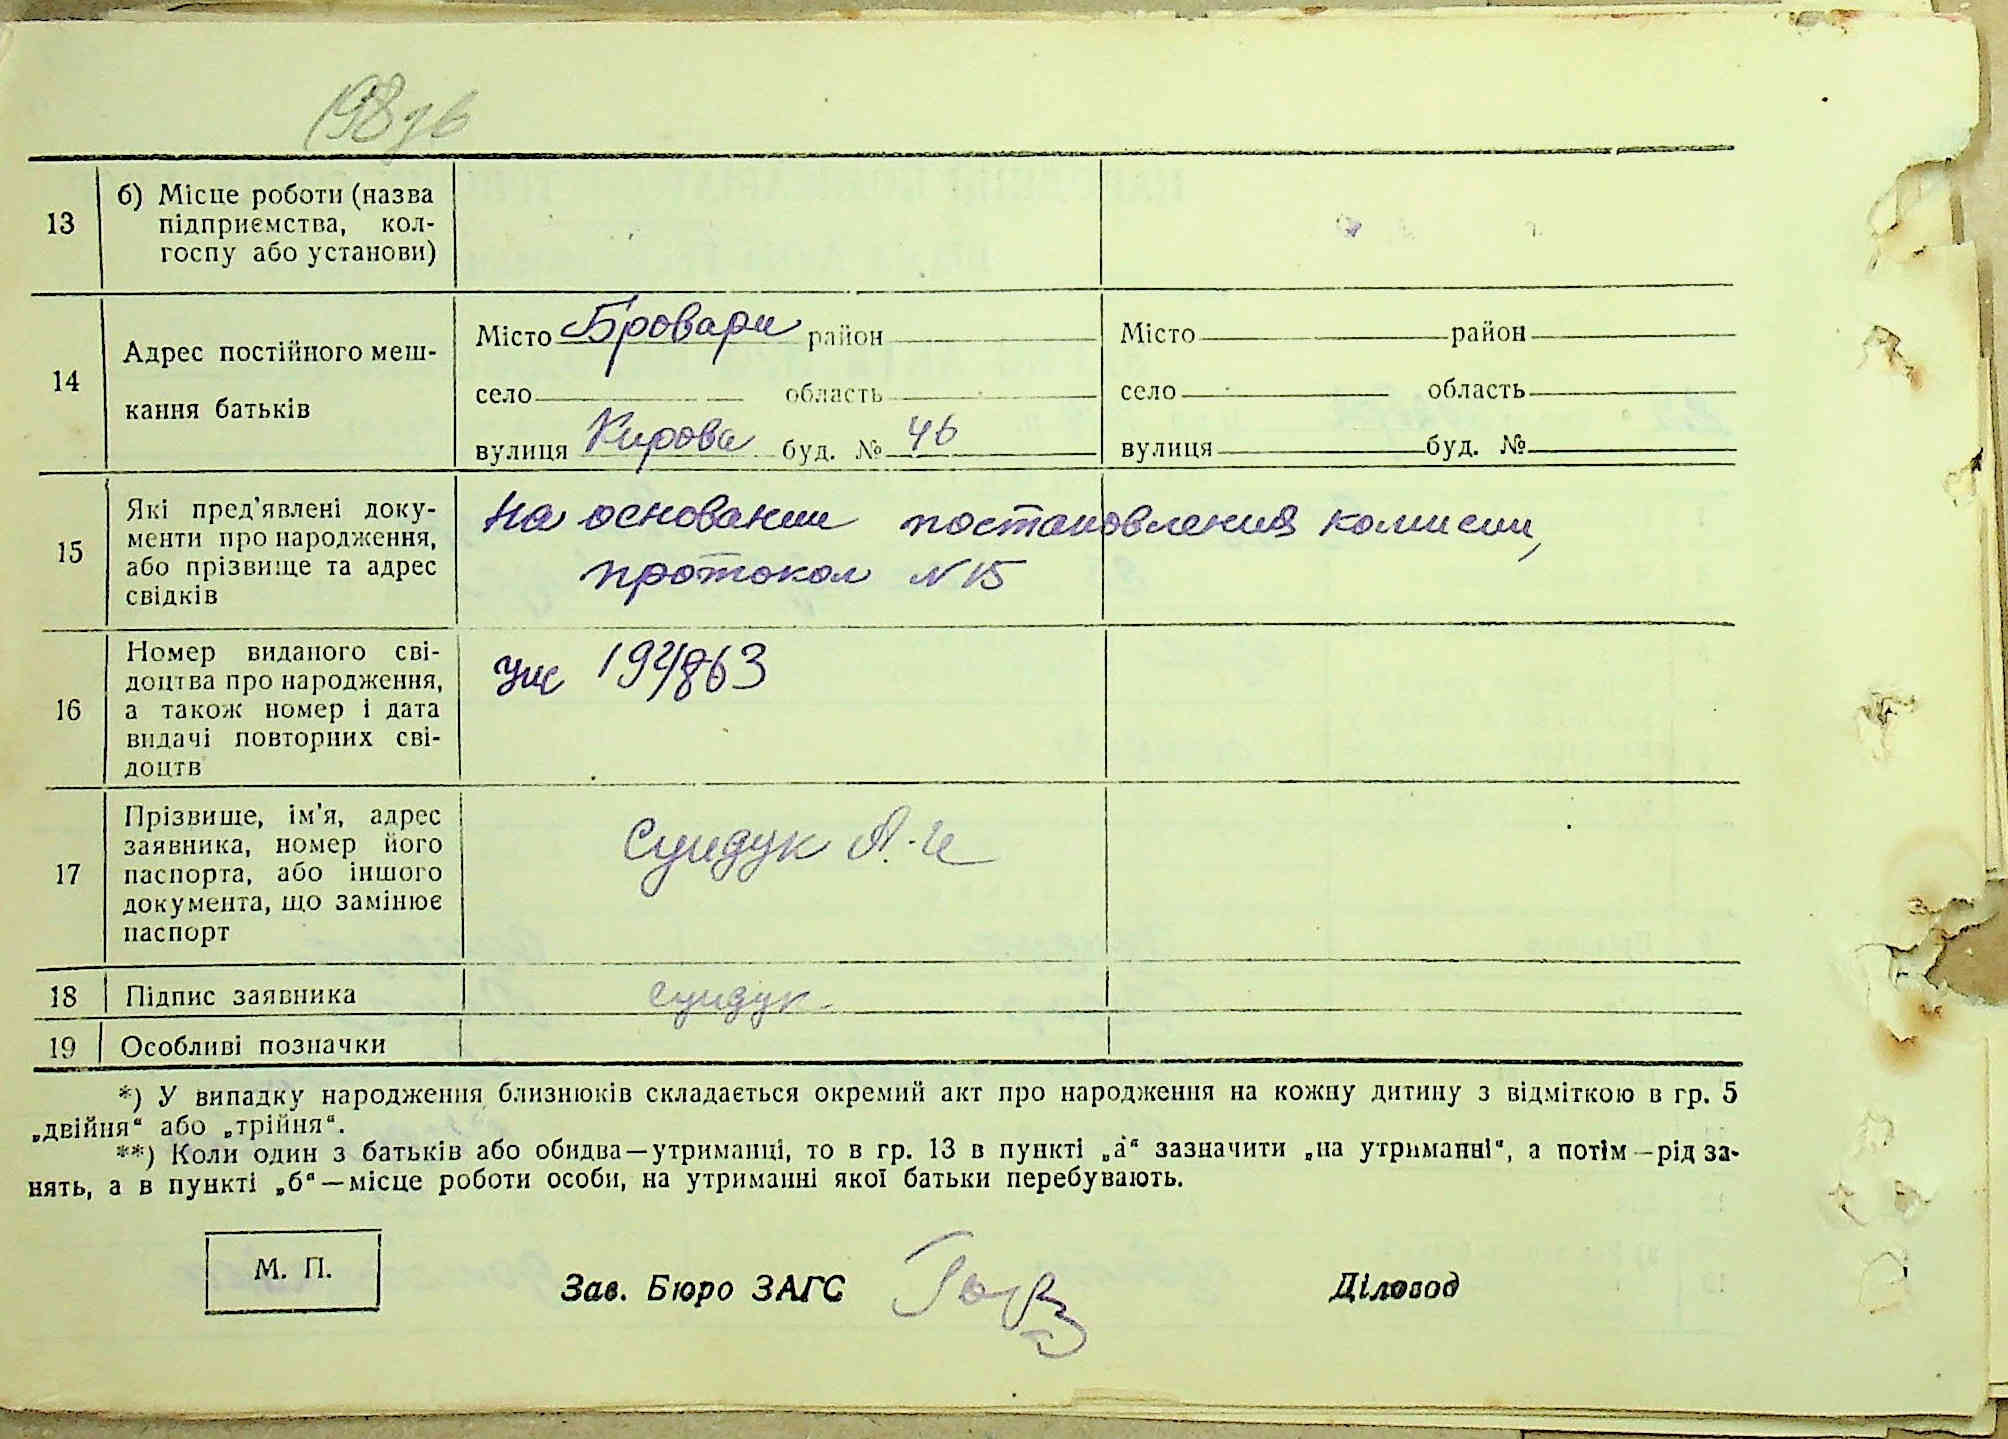 198зв
13
б) Місце роботи (назва
підприємства, кол-
госпу або установи)
14
Адрес постійного меш-
кання батьків
Місто Бровари район
село область
вулиця Кирова буд. № 46
Місто район
село область
вулиця буд. №
15
Які пред'явлені доку-
менти про народження,
або прізвище та адрес
свідків
На основании постановления комисии,
протокол N 15
16
Номер виданого сві-
доцтва про народження,
а також номер і дата
видачі повторних сві-
доцтв
194863
17
Прізвище, ім'я, адрес
заявника, номер його
паспорта, або іншого
документа, що замінює
паспорт
Сундук А. И
18
Підпис заявника
Сундук
19
Особливі позначки
*) У випадку народження близнюків складається окремий акт про народження на кожну дитину з відміткою в гр. 5
„двійня“ або „трійня“.
**) Коли один з батьків або обидва—утриманці, то в гр. 13 в пункті „а“ зазначити „на утриманні“, а потім—рід за-
нять, а в пункті „б“—місце роботи особи, на утриманні якої батьки перебувають.
М. П.
Зав. Бюро ЗАГС
Діловод